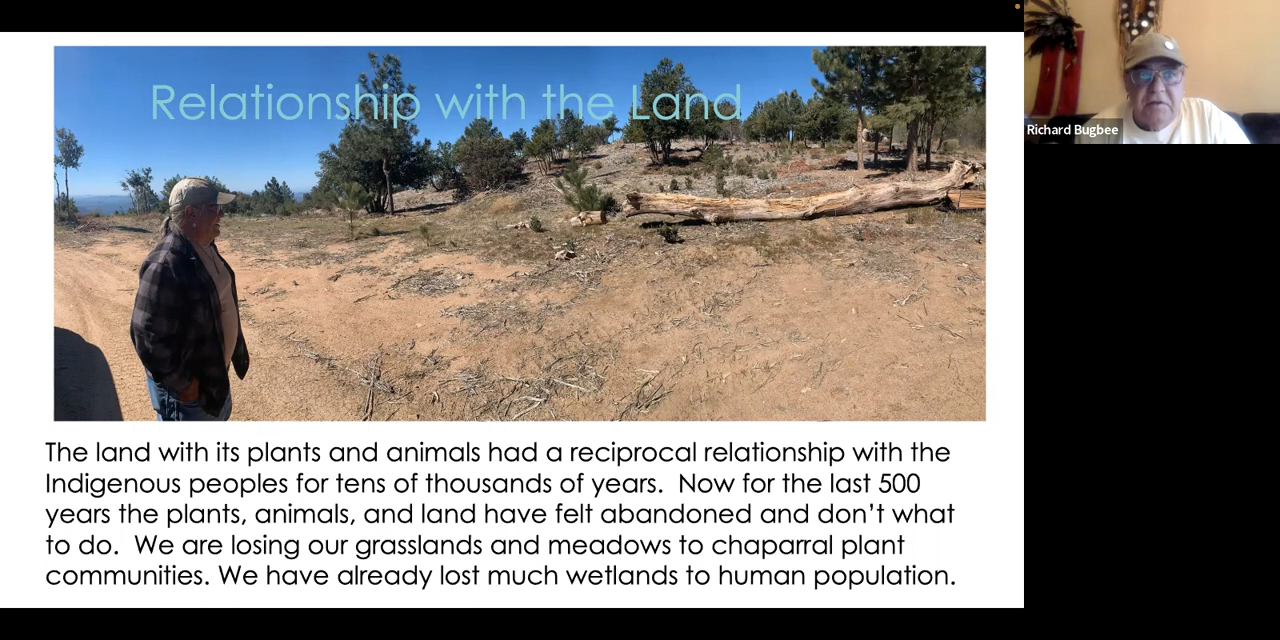 Relationship with the Land
Richard Bugbee
The land with its plants and animals had a reciprocal relationship with the
Indigenous peoples for tens of thousands of years.  Now for the last 500
years the plants, animals, and land have felt abandoned and don’t what
to do.  We are losing our grasslands and meadows to chaparral plant
communities. We have already lost much wetlands to human population.